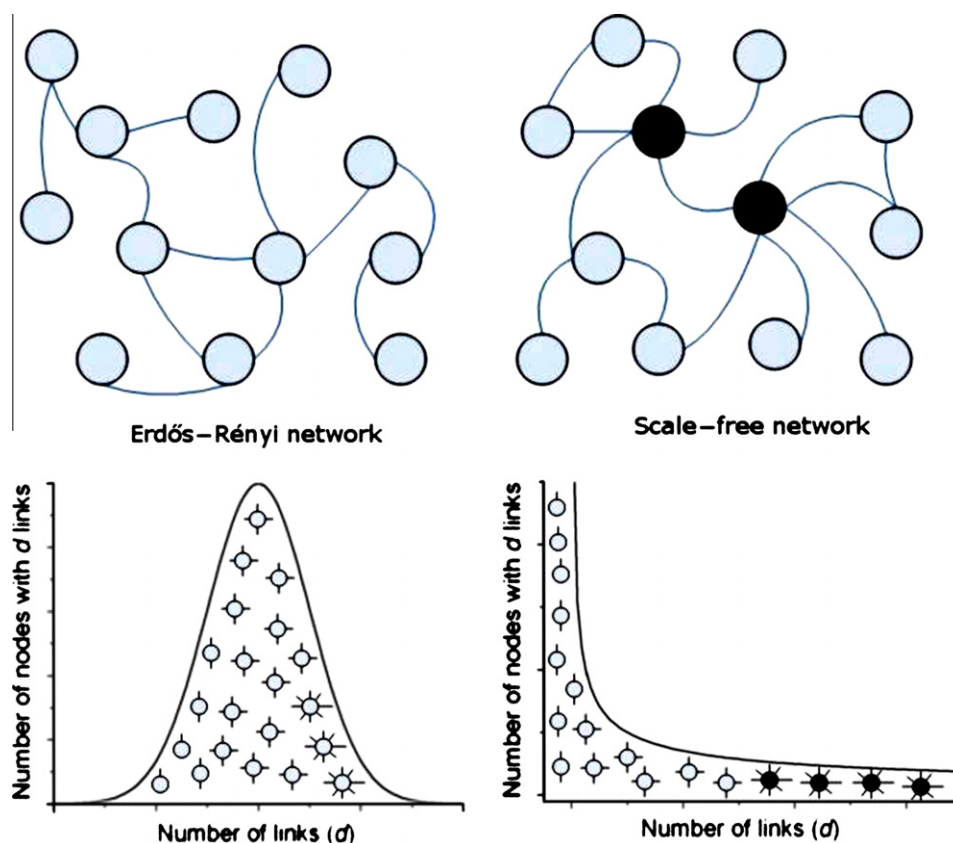 Erdős–Rényi network
Scale–free network
Number of nodes with d links
Number of links (d)
Number of nodes with d links
Number of links (d)